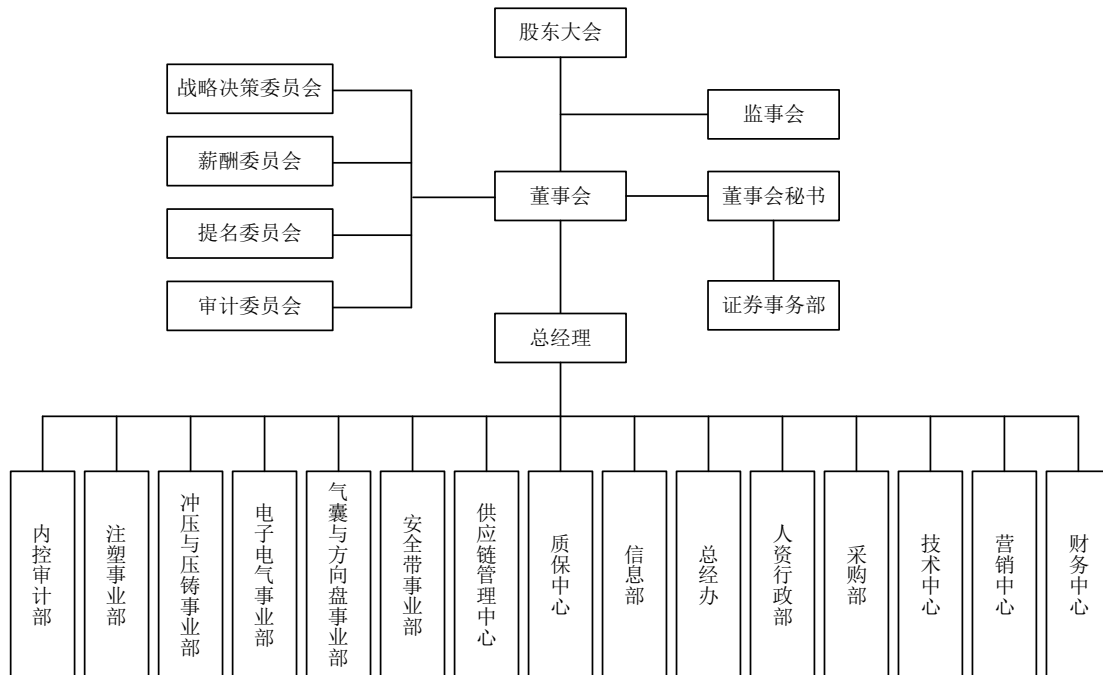 股东大会
战略决策委员会
监事会
薪酬委员会
董事会
董事会秘书
提名委员会
审计委员会
证券事务部
总经理
内控审计部
注塑事业部
冲压与压铸事业部
电子电气事业部
气囊与方向盘事业部
安全带事业部
供应链管理中心
质保中心
信息部
总经办
人资行政部
采购部
技术中心
营销中心
财务中心